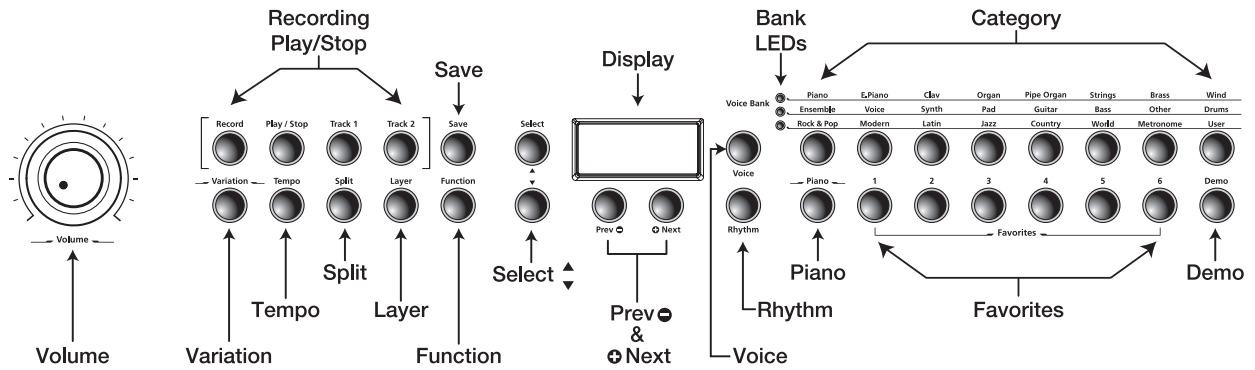 Recording
Play/Stop
Save
Display
Bank
LEDs
Category
Voice Bank
Piano E.Piano Clav Organ Pipe Organ Strings Brass Wind
Ensemble Voice Synth Pad Guitar Bass Other Drums
Rock & Pop Modern Latin Jazz Country World Metronome User
Record Play / Stop Track 1 Track 2 Save Select
Voice
Variation Tempo Split Layer Function
Piano 1 2 3 4 5 6 Demo
Prev Next
Rhythm
Favorites
Volume
Split
Select
Piano
Demo
Tempo
Layer
Prev
&
Next
Rhythm
Favorites
Volume
Variation
Function
Voice